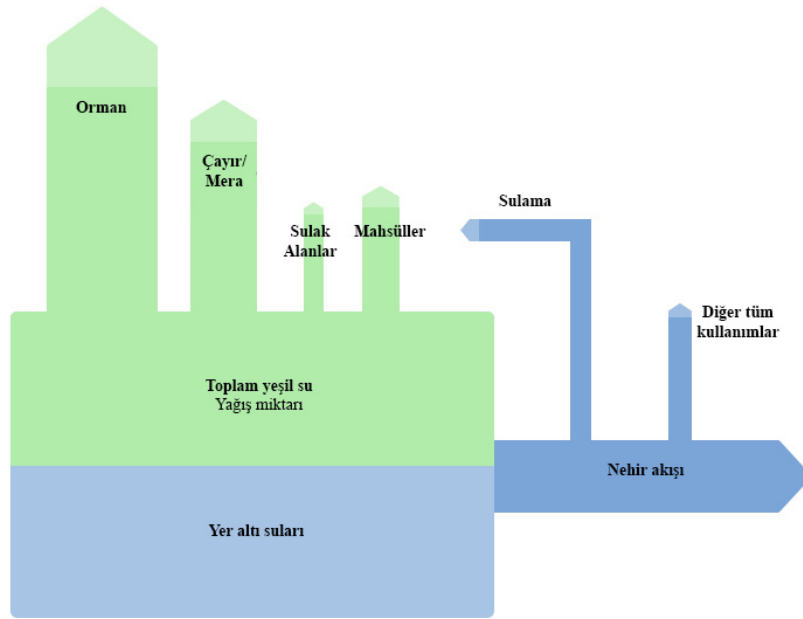 Orman
Çayır/
Mera
Sulak
Alanlar
Mahsüller
Sulama
Diğer tüm
kullanımlar
Toplam yeşil su
Yağış miktarı
Nehir akışı
Yer altı suları